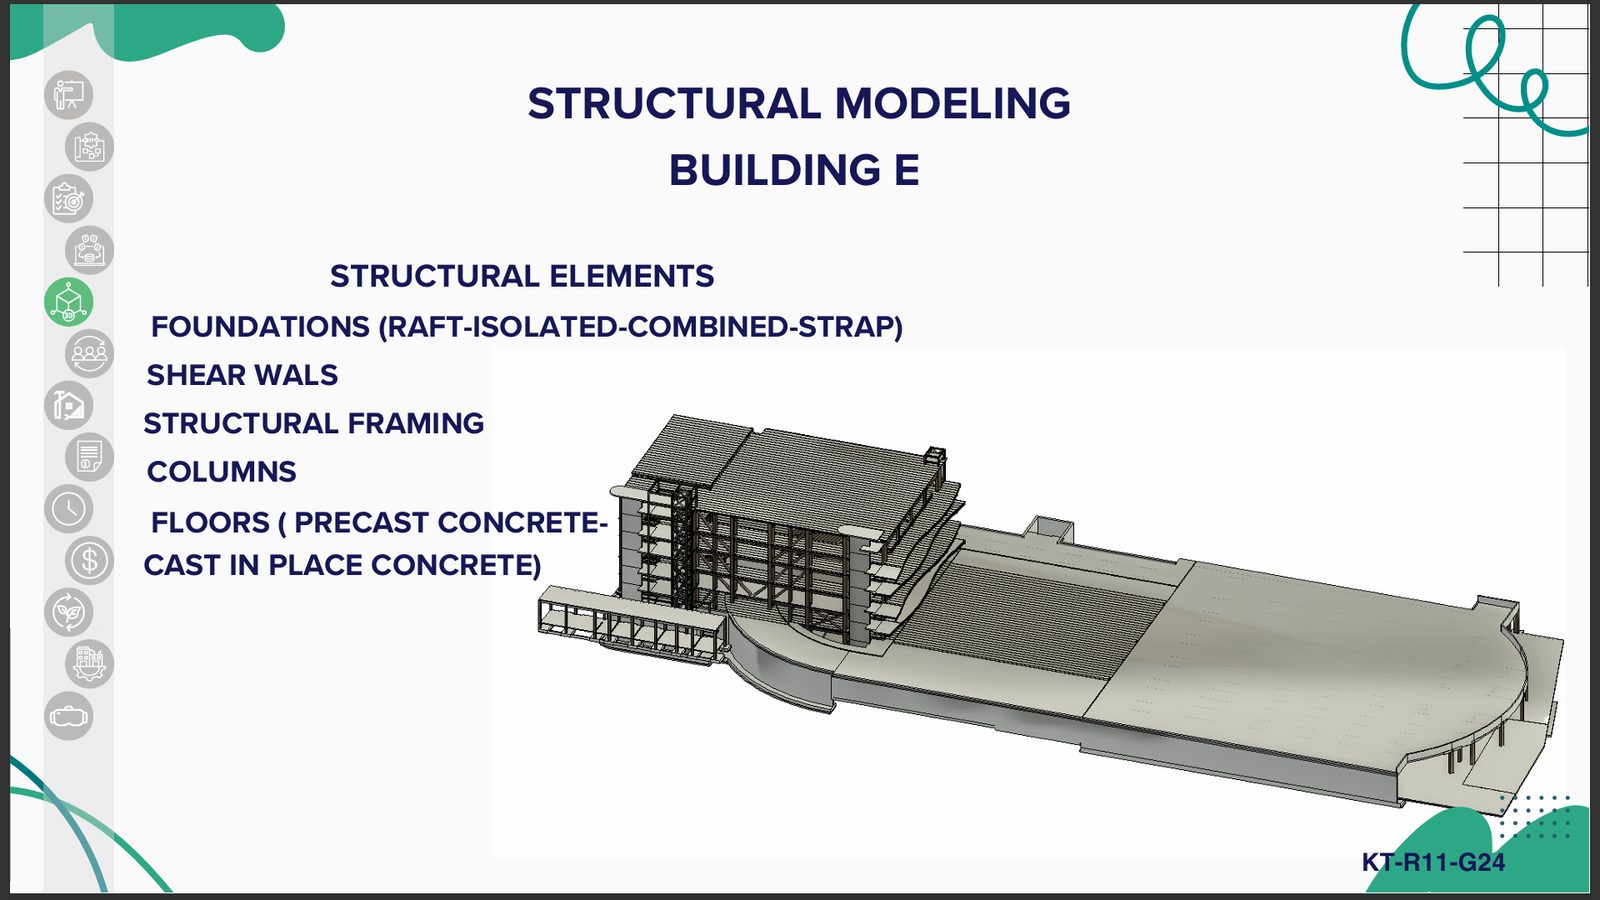 STRUCTURAL MODELING
BUILDING E
STRUCTURAL ELEMENTS
FOUNDATIONS (RAFT-ISOLATED-COMBINED-STRAP)
SHEAR WALS
STRUCTURAL FRAMING
COLUMNS
FLOORS ( PRECAST CONCRETE-
CAST IN PLACE CONCRETE)
3D
KT-R11-G24